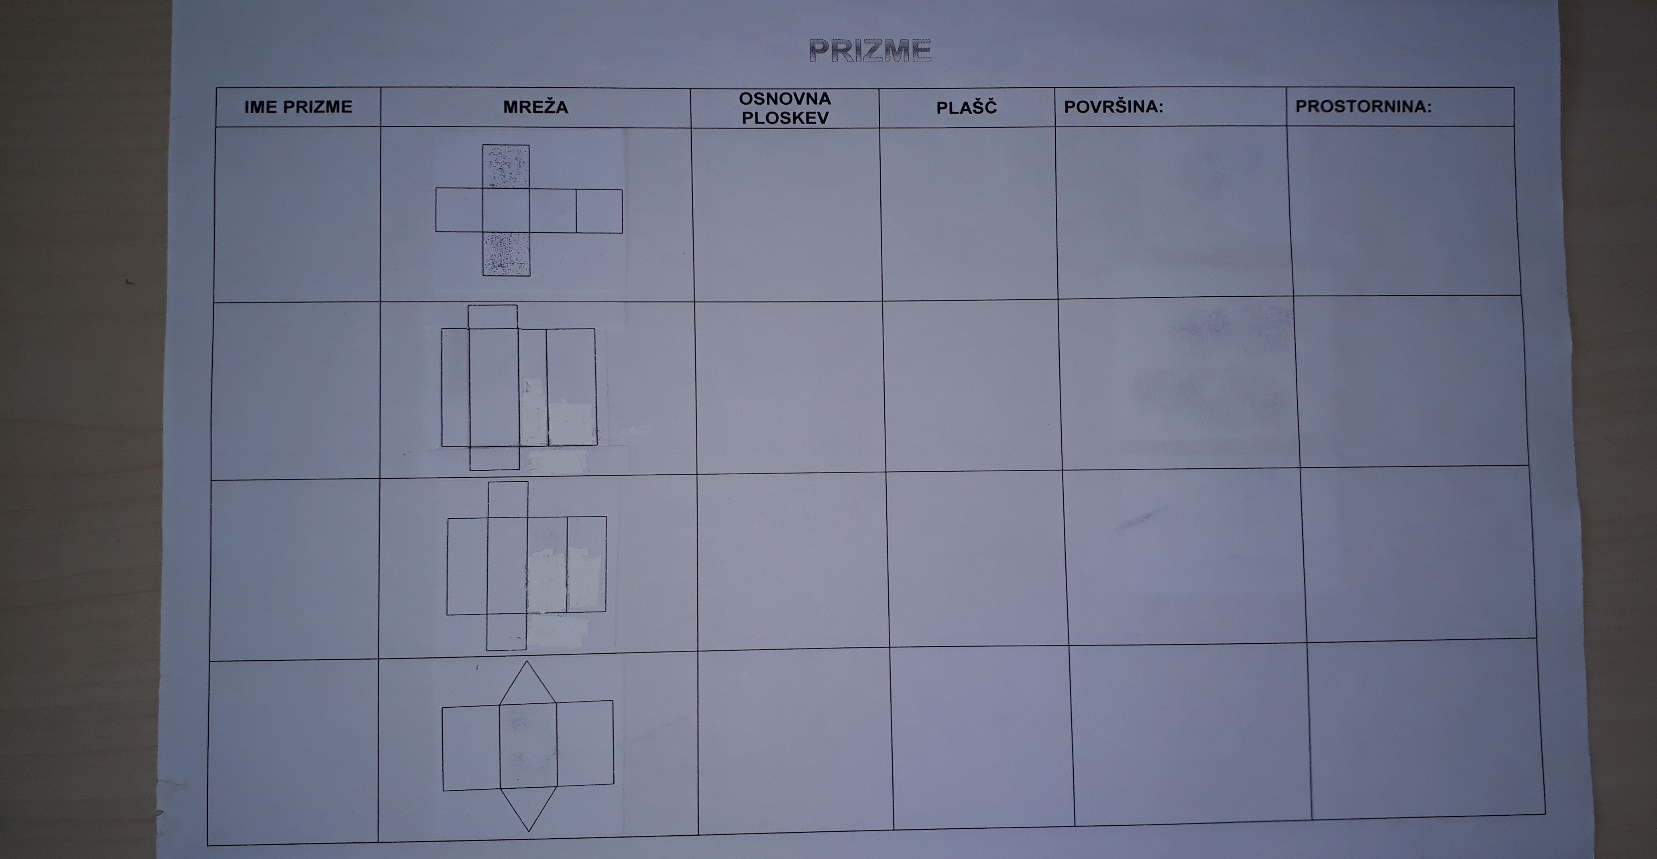 PRIZME
IME PRIZME
MREŽA
OSNOVNA
PLOSKEV
PLAŠČ
POVRŠINA:
PROSTORNINA: